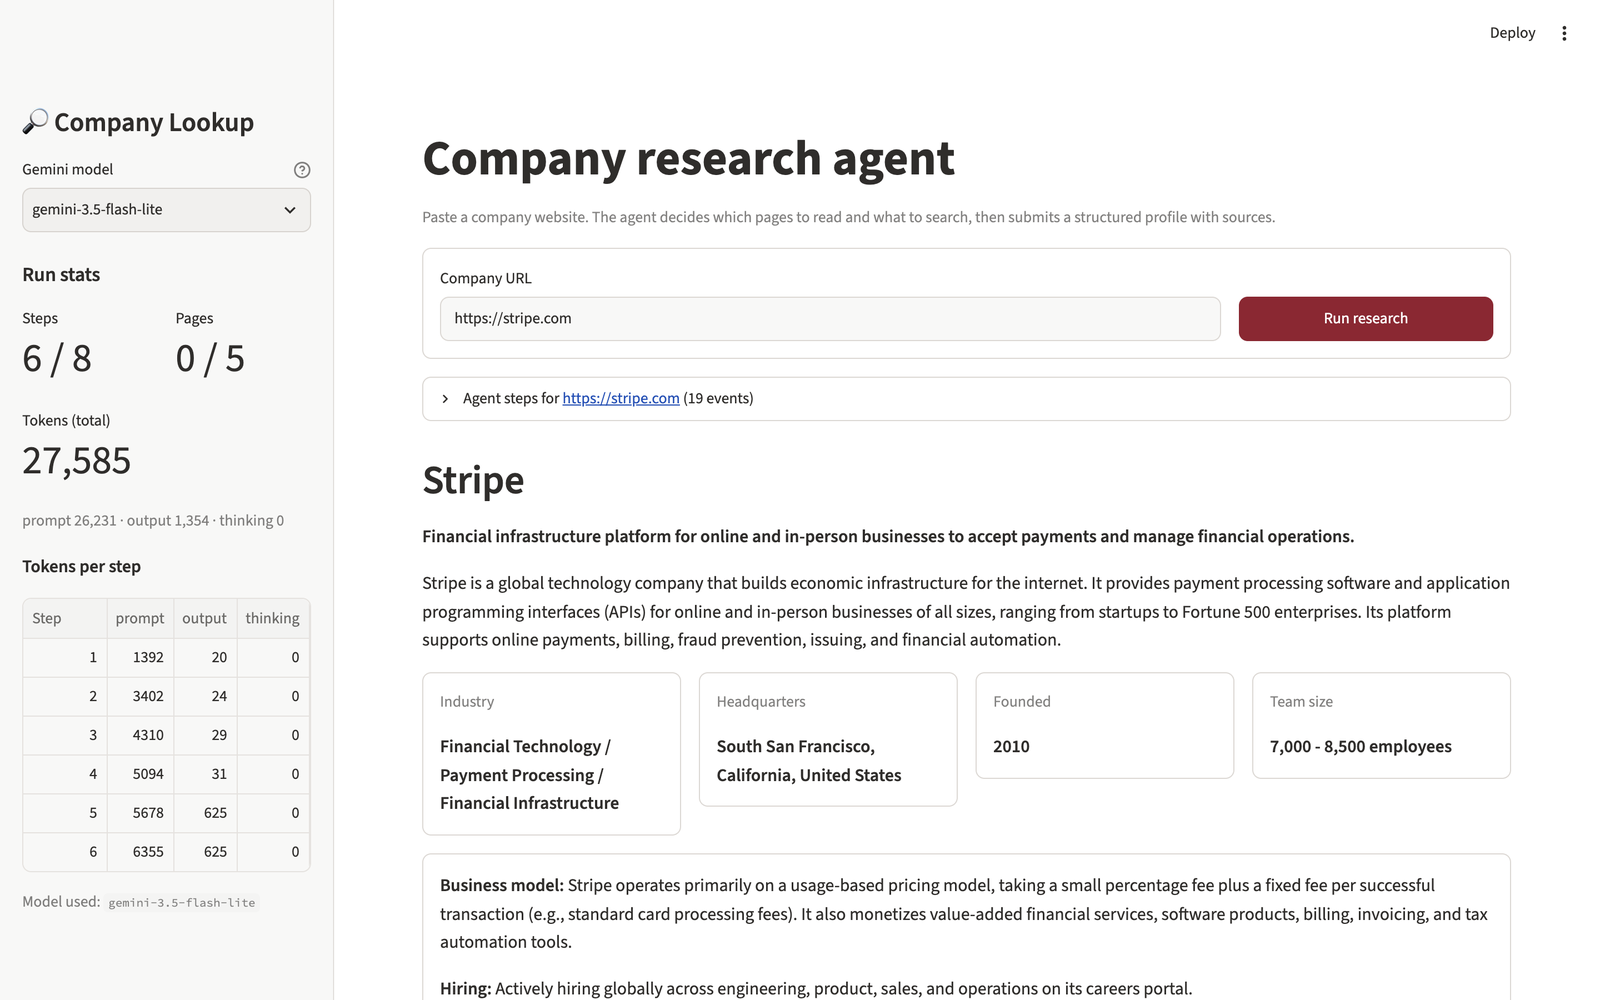 Deploy
🔎 Company Lookup
Gemini model
gemini-3.5-flash-lite
Run stats
Steps Pages
6 / 8 0 / 5
Tokens (total)
27,585
prompt 26,231 · output 1,354 · thinking 0
Tokens per step
Step prompt output thinking
1 1392 20 0
2 3402 24 0
3 4310 29 0
4 5094 31 0
5 5678 625 0
6 6355 625 0
Model used: gemini-3.5-flash-lite
Company research agent
Paste a company website. The agent decides which pages to read and what to search, then submits a structured profile with sources.
Company URL
https://stripe.com
Run research
Agent steps for https://stripe.com (19 events)
Stripe
Financial infrastructure platform for online and in-person businesses to accept payments and manage financial operations.
Stripe is a global technology company that builds economic infrastructure for the internet. It provides payment processing software and application
programming interfaces (APIs) for online and in-person businesses of all sizes, ranging from startups to Fortune 500 enterprises. Its platform
supports online payments, billing, fraud prevention, issuing, and financial automation.
Industry
Financial Technology /
Payment Processing /
Financial Infrastructure
Headquarters
South San Francisco,
California, United States
Founded
2010
Team size
7,000 - 8,500 employees
Business model: Stripe operates primarily on a usage-based pricing model, taking a small percentage fee plus a fixed fee per successful
transaction (e.g., standard card processing fees). It also monetizes value-added financial services, software products, billing, invoicing, and tax
automation tools.
Hiring: Actively hiring globally across engineering, product, sales, and operations on its careers portal.